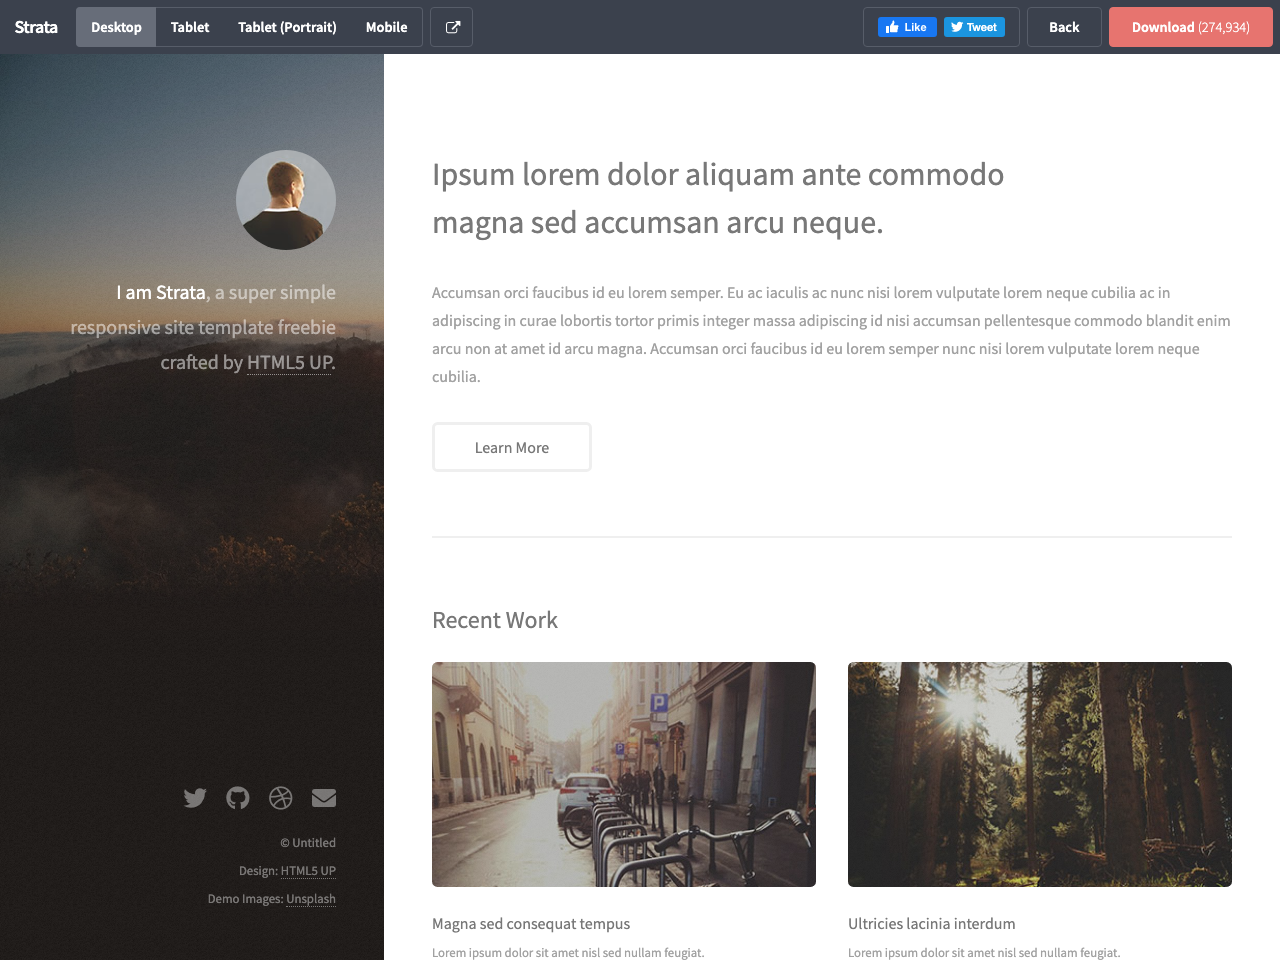 Strata
Desktop
Tablet
Tablet (Portrait)
Mobile
Like
Tweet
Back
Download (274,934)
I am Strata, a super simple
responsive site template freebie
crafted by HTML5 UP.
© Untitled
Design: HTML5 UP
Demo Images: Unsplash
Ipsum lorem dolor aliquam ante commodo
magna sed accumsan arcu neque.
Accumsan orci faucibus id eu lorem semper. Eu ac iaculis ac nunc nisi lorem vulputate lorem neque cubilia ac in
adipiscing in curae lobortis tortor primis integer massa adipiscing id nisi accumsan pellentesque commodo blandit enim
arcu non at amet id arcu magna. Accumsan orci faucibus id eu lorem semper nunc nisi lorem vulputate lorem neque
cubilia.
Learn More
Recent Work
P
P
Magna sed consequat tempus
Lorem ipsum dolor sit amet nisl sed nullam feugiat.
Ultricies lacinia interdum
Lorem ipsum dolor sit amet nisl sed nullam feugiat.